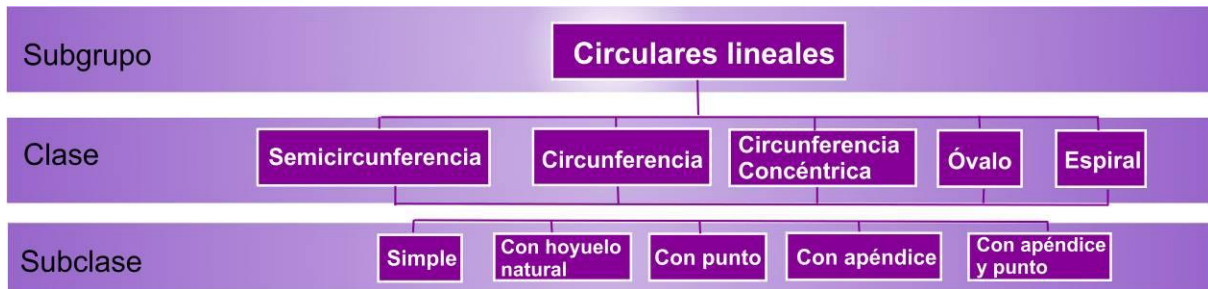 Subgrupo
Circulares lineales
Clase
Semicircunferencia
Circunferencia
Circunferencia
Concéntrica
Óvalo
Espiral
Subclase
Simple
Con hoyuelo
natural
Con punto
Con apéndice
Con apéndice
y punto